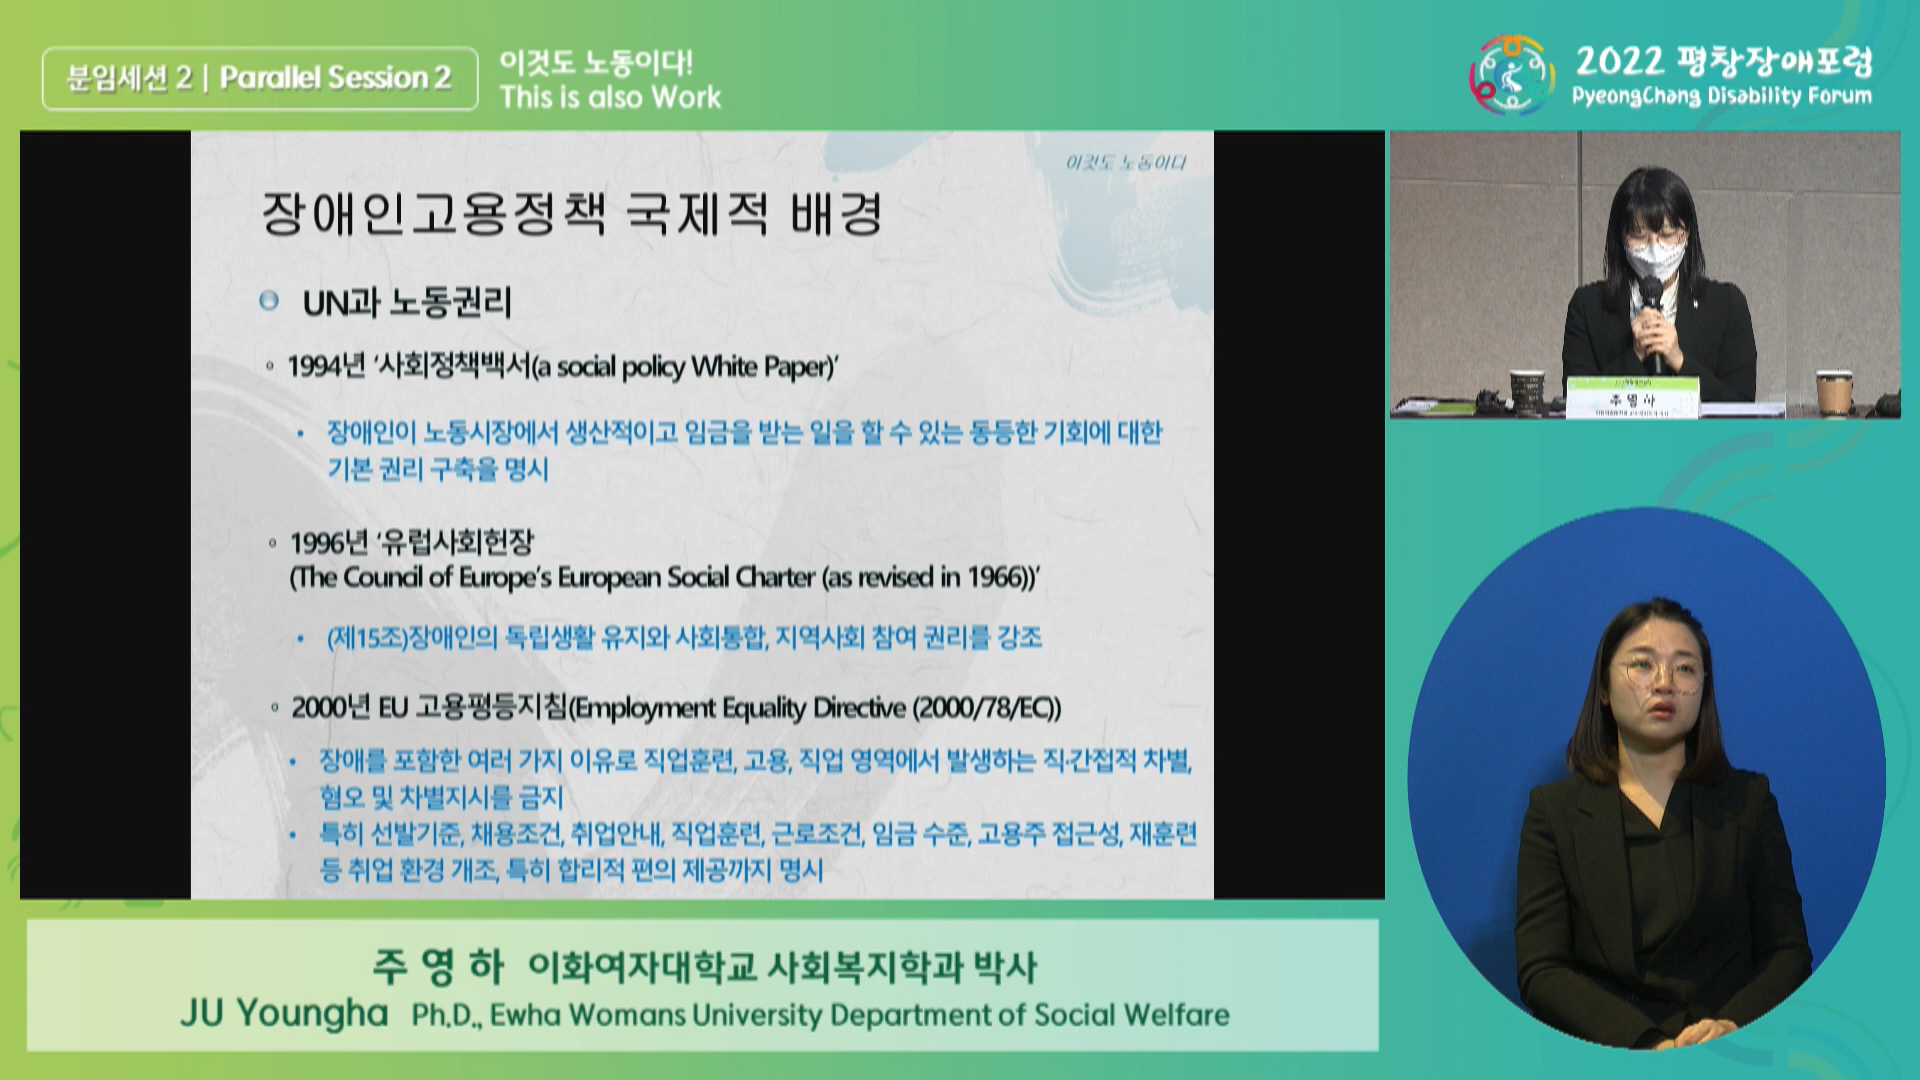 분임세션 2 | Parallel Session 2
이것도 노동이다!
This is also Work
2022 평창장애포럼
PyeongChang Disability Forum
이것도 노동이다
장애인고용정책 국제적 배경
UN과 노동권리
1994년 ‘사회정책백서(a social policy White Paper)’
• 장애인이 노동시장에서 생산적이고 임금을 받는 일을 할 수 있는 동등한 기회에 대한
기본 권리 구축을 명시
1996년 ‘유럽사회헌장
(The Council of Europe’s European Social Charter (as revised in 1966))’
• (제15조)장애인의 독립생활 유지와 사회통합, 지역사회 참여 권리를 강조
2000년 EU 고용평등지침(Employment Equality Directive (2000/78/EC))
• 장애를 포함한 여러 가지 이유로 직업훈련, 고용, 직업 영역에서 발생하는 직·간접적 차별,
혐오 및 차별지시를 금지
• 특히 선발기준, 채용조건, 취업안내, 직업훈련, 근로조건, 임금 수준, 고용주 접근성, 재훈련
등 취업 환경 개조, 특히 합리적 편의 제공까지 명시
주영하
주 영 하 이화여자대학교 사회복지학과 박사
JU Youngha Ph.D., Ewha Womans University Department of Social Welfare